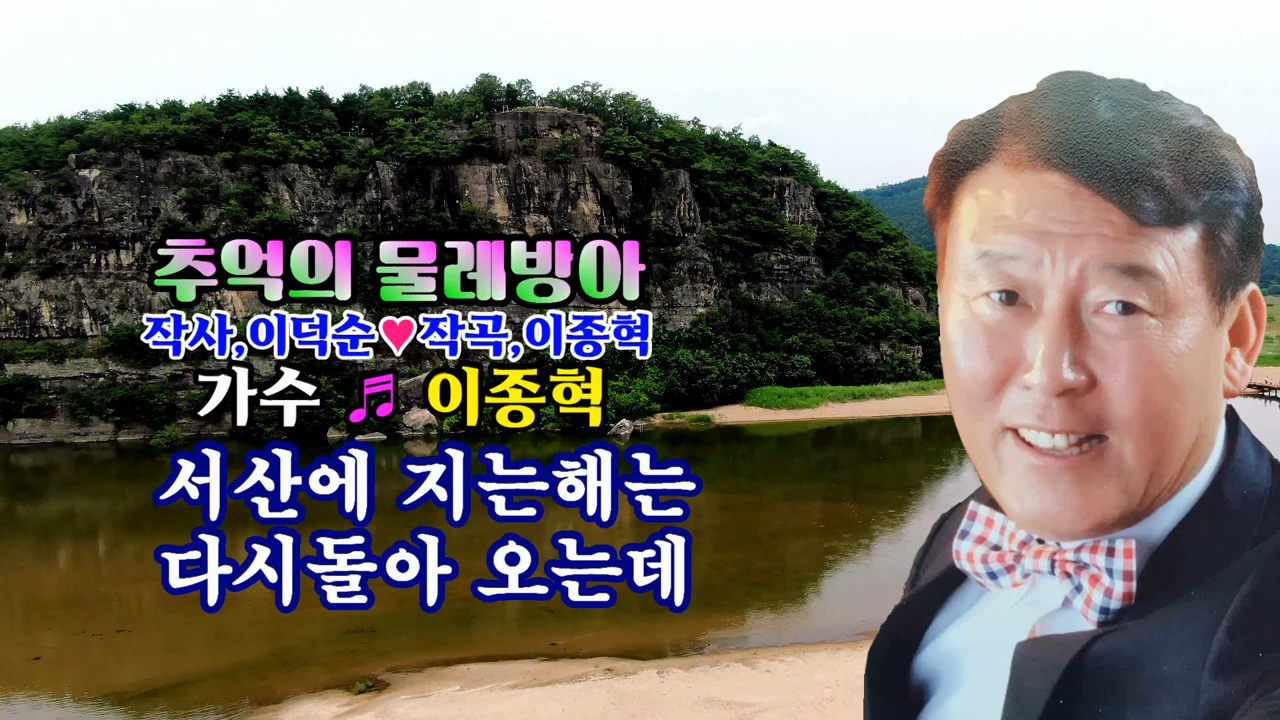 추억의 물레방아
작사,이덕순♥작곡,이종혁
가수 ♬ 이종혁
서산에 지는해는
다시돌아 오는데